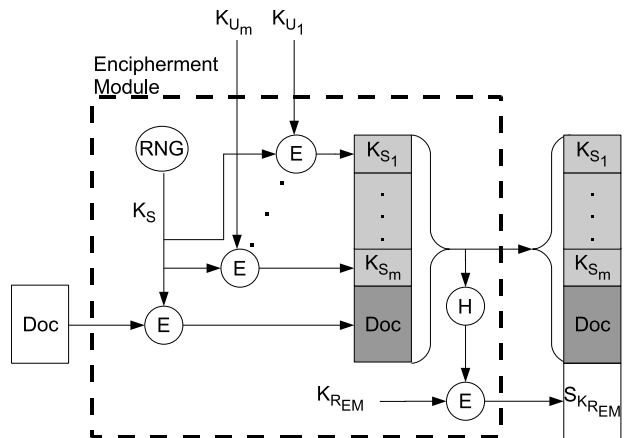 K_Um K_U1
Encipherment
Module
RNG
E
K_S1
K_S1
K_S
E
K_Sm
K_Sm
Doc
E
Doc
H
Doc
K_REM
E
S_K_REM